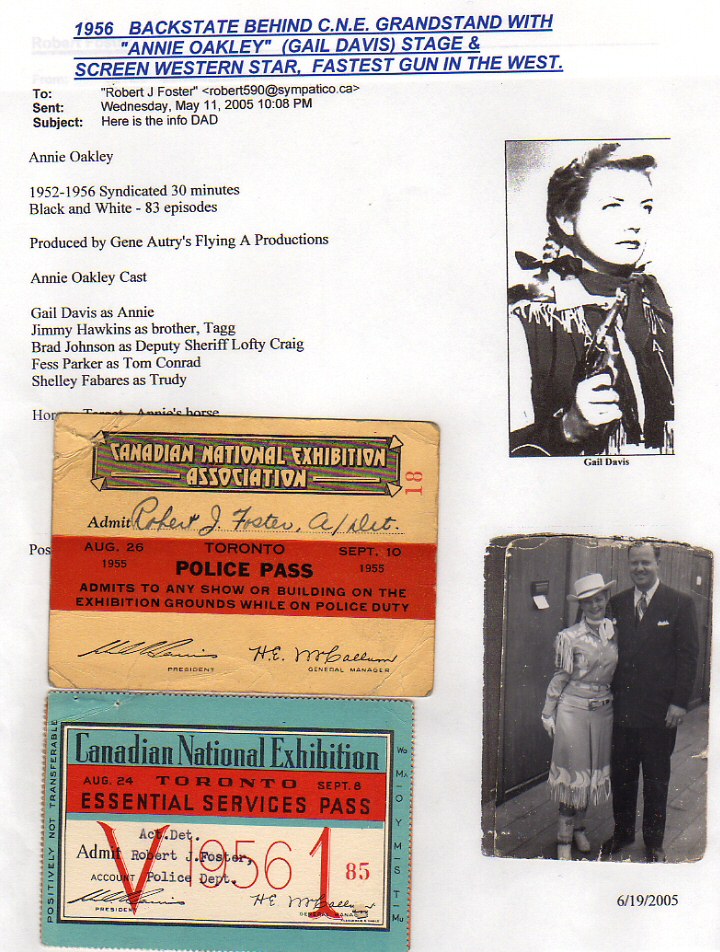 1956 BACKSTATE BEHIND C.N.E. GRANDSTAND WITH
"ANNIE OAKLEY" (GAIL DAVIS) STAGE &
SCREEN WESTERN STAR, FASTEST GUN IN THE WEST.
To: "Robert J Foster" <robert590@sympatico.ca>
Sent: Wednesday, May 11, 2005 10:08 PM
Subject: Here is the info DAD
Annie Oakley
1952-1956 Syndicated 30 minutes
Black and White - 83 episodes
Produced by Gene Autry's Flying A Productions
Annie Oakley Cast
Gail Davis as Annie
Jimmy Hawkins as brother, Tagg
Brad Johnson as Deputy Sheriff Lofty Craig
Fess Parker as Tom Conrad
Shelley Fabares as Trudy
Gail Davis
Hor Target - Annie's horse
CANADIAN NATIONAL EXHIBITION
ASSOCIATION
18
Admit Robert J. Foster, A/Det.
Pos
AUG. 26 TORONTO SEPT. 10
1955 POLICE PASS 1955
ADMITS TO ANY SHOW OR BUILDING ON THE
EXHIBITION GROUNDS WHILE ON POLICE DUTY
H.E. McCallum
PRESIDENT GENERAL MANAGER
POSITIVELY NOT TRANSFERABLE
Canadian National Exhibition
AUG. 24 TORONTO SEPT. 8
ESSENTIAL SERVICES PASS
Act.Det.
Admit Robert J.Foster,
ACCOUNT Police Dept.
V 1956 1 85
H E McCallum
PRESIDENT GENERAL MANAGER
6/19/2005